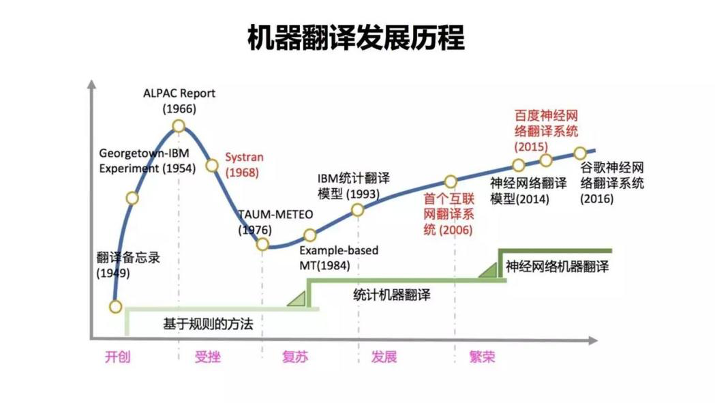 机器翻译发展历程
ALPAC Report
(1966)
Georgetown-IBM
Experiment (1954)
Systran
(1968)
翻译备忘录
(1949)
TAUM-METEO
(1976)
Example-based
MT(1984)
IBM统计翻译
模型 (1993)
首个互联
网翻译系
统 (2006)
神经网络翻译
模型(2014)
百度神经网
络翻译系统
(2015)
谷歌神经网
络翻译系统
(2016)
基于规则的方法
统计机器翻译
神经网络机器翻译
开创
受挫
复苏
发展
繁荣